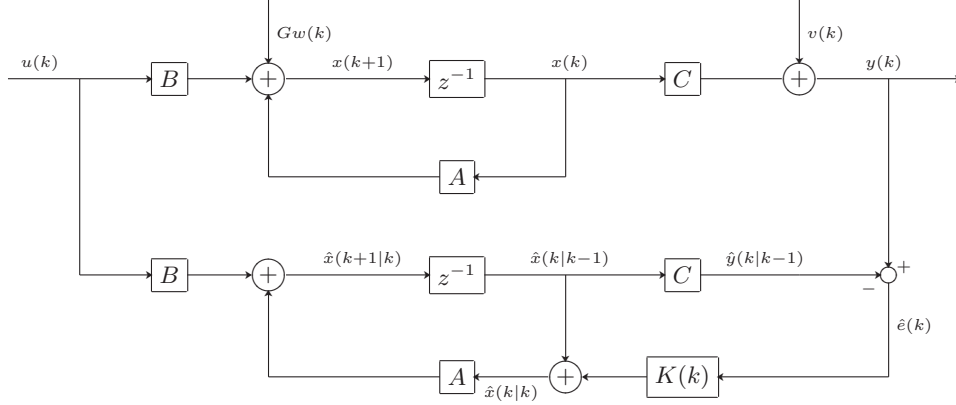 Gw(k) v(k)
u(k) x(k+1) x(k) y(k)
B + z⁻¹ C +
A
x̂(k+1|k) x̂(k|k−1) ŷ(k|k−1)
B + z⁻¹ C + −
ê(k)
A + K(k)
x̂(k|k)